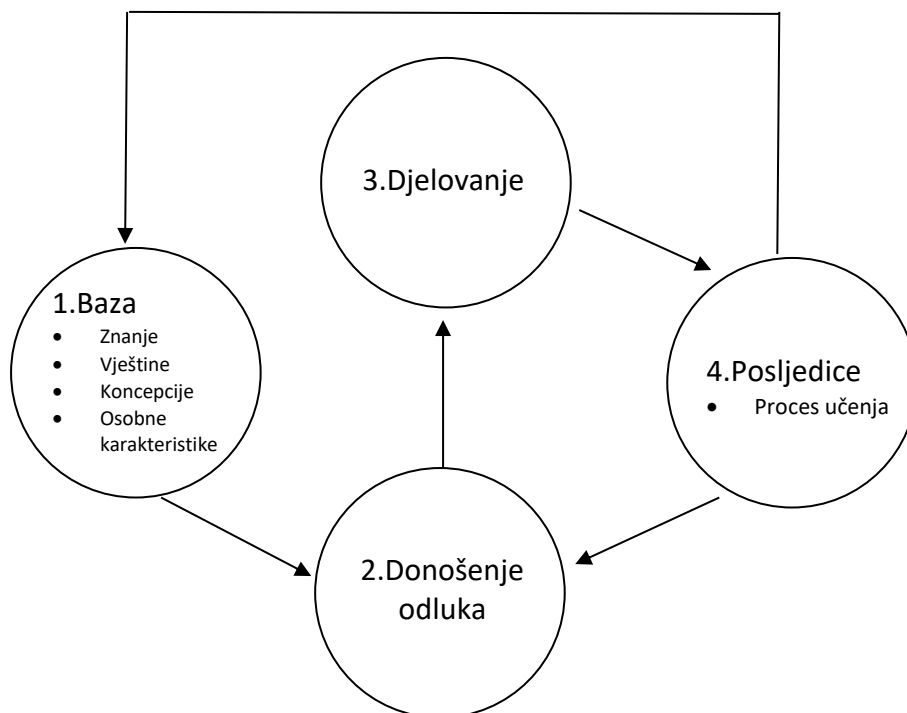 3.Djelovanje
1.Baza
• Znanje
• Vještine
• Koncepcije
• Osobne
karakteristike
4.Posljedice
• Proces učenja
2.Donošenje
odluka